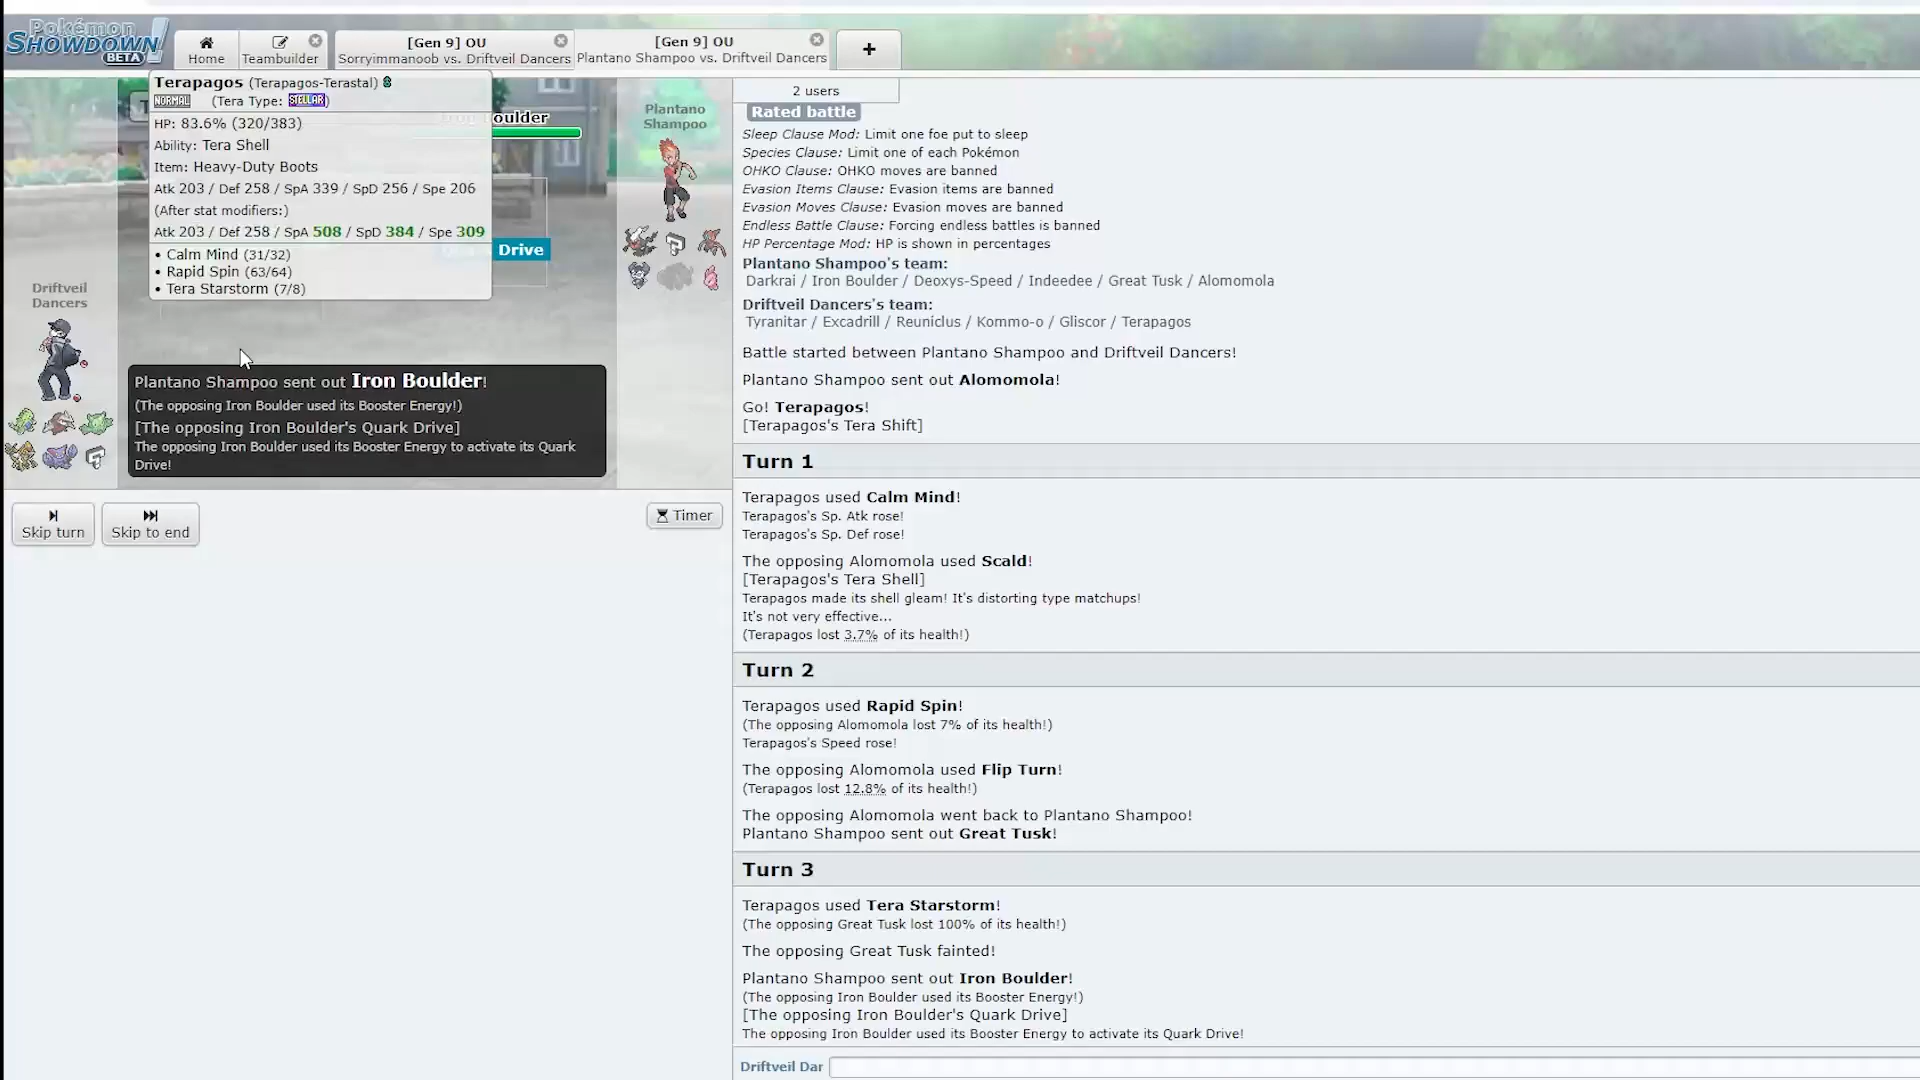 Pokémon
SHOWDOWN!
BETA
Home
Teambuilder
[Gen 9] OU
Sorryimmanoob vs. Driftveil Dancers
[Gen 9] OU
Plantano Shampoo vs. Driftveil Dancers
+
Terapagos (Terapagos-Terastal)
NORMAL (Tera Type: STELLAR)
HP: 83.6% (320/383)
Ability: Tera Shell
Item: Heavy-Duty Boots
Atk 203 / Def 258 / SpA 339 / SpD 256 / Spe 206
(After stat modifiers:)
Atk 203 / Def 258 / SpA 508 / SpD 384 / Spe 309
• Calm Mind (31/32)
• Rapid Spin (63/64)
• Tera Starstorm (7/8)
Boulder
Drive
Plantano
Shampoo
Driftveil
Dancers
Plantano Shampoo sent out Iron Boulder!
(The opposing Iron Boulder used its Booster Energy!)
[The opposing Iron Boulder's Quark Drive]
The opposing Iron Boulder used its Booster Energy to activate its Quark
Drive!
Skip turn
Skip to end
Timer
2 users
Rated battle
Sleep Clause Mod: Limit one foe put to sleep
Species Clause: Limit one of each Pokémon
OHKO Clause: OHKO moves are banned
Evasion Items Clause: Evasion items are banned
Evasion Moves Clause: Evasion moves are banned
Endless Battle Clause: Forcing endless battles is banned
HP Percentage Mod: HP is shown in percentages
Plantano Shampoo's team:
Darkrai / Iron Boulder / Deoxys-Speed / Indeedee / Great Tusk / Alomomola
Driftveil Dancers's team:
Tyranitar / Excadrill / Reuniclus / Kommo-o / Gliscor / Terapagos
Battle started between Plantano Shampoo and Driftveil Dancers!
Plantano Shampoo sent out Alomomola!
Go! Terapagos!
[Terapagos's Tera Shift]
Turn 1
Terapagos used Calm Mind!
Terapagos's Sp. Atk rose!
Terapagos's Sp. Def rose!
The opposing Alomomola used Scald!
[Terapagos's Tera Shell]
Terapagos made its shell gleam! It's distorting type matchups!
It's not very effective...
(Terapagos lost 3.7% of its health!)
Turn 2
Terapagos used Rapid Spin!
(The opposing Alomomola lost 7% of its health!)
Terapagos's Speed rose!
The opposing Alomomola used Flip Turn!
(Terapagos lost 12.8% of its health!)
The opposing Alomomola went back to Plantano Shampoo!
Plantano Shampoo sent out Great Tusk!
Turn 3
Terapagos used Tera Starstorm!
(The opposing Great Tusk lost 100% of its health!)
The opposing Great Tusk fainted!
Plantano Shampoo sent out Iron Boulder!
(The opposing Iron Boulder used its Booster Energy!)
[The opposing Iron Boulder's Quark Drive]
The opposing Iron Boulder used its Booster Energy to activate its Quark Drive!
Driftveil Dar